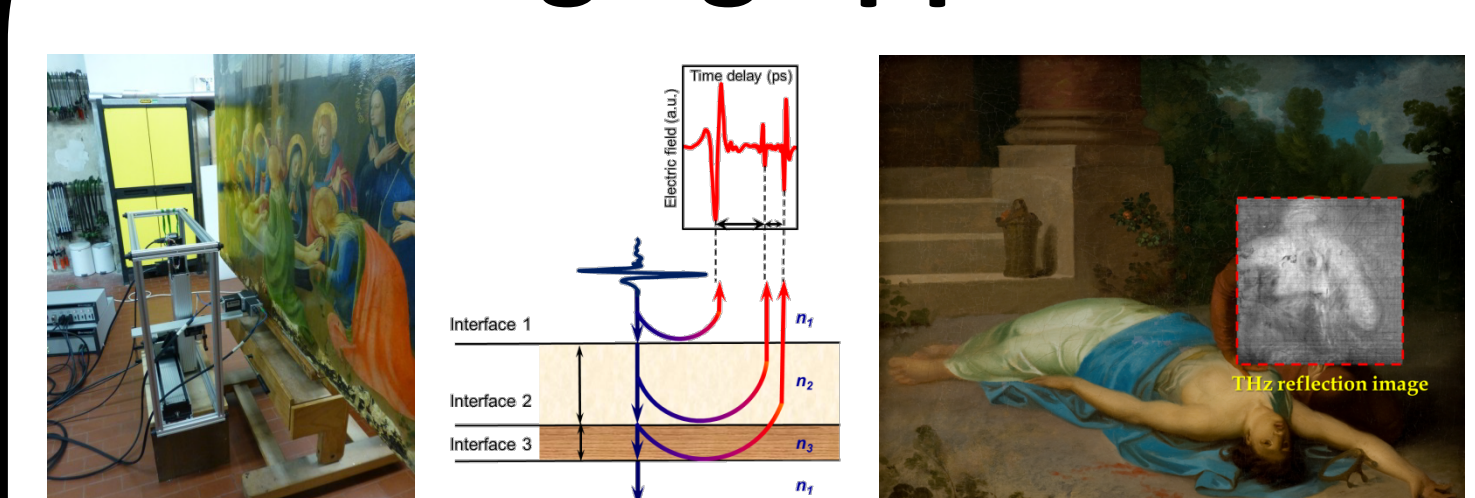 Time delay (ps)
Electric field (a.u.)
Interface 1
n1
n2
Interface 2
Interface 3
n3
n1
THz reflection image